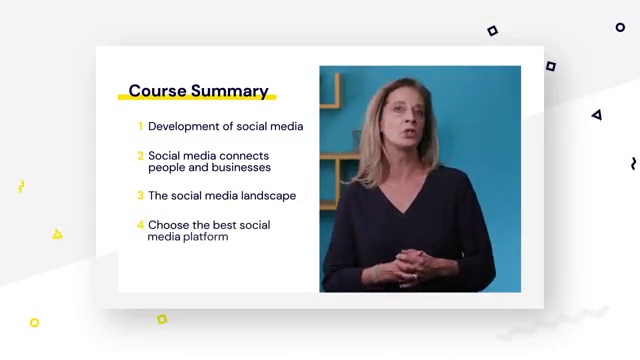 Course Summary
1 Development of social media
2 Social media connects
people and businesses
3 The social media landscape
4 Choose the best social
media platform